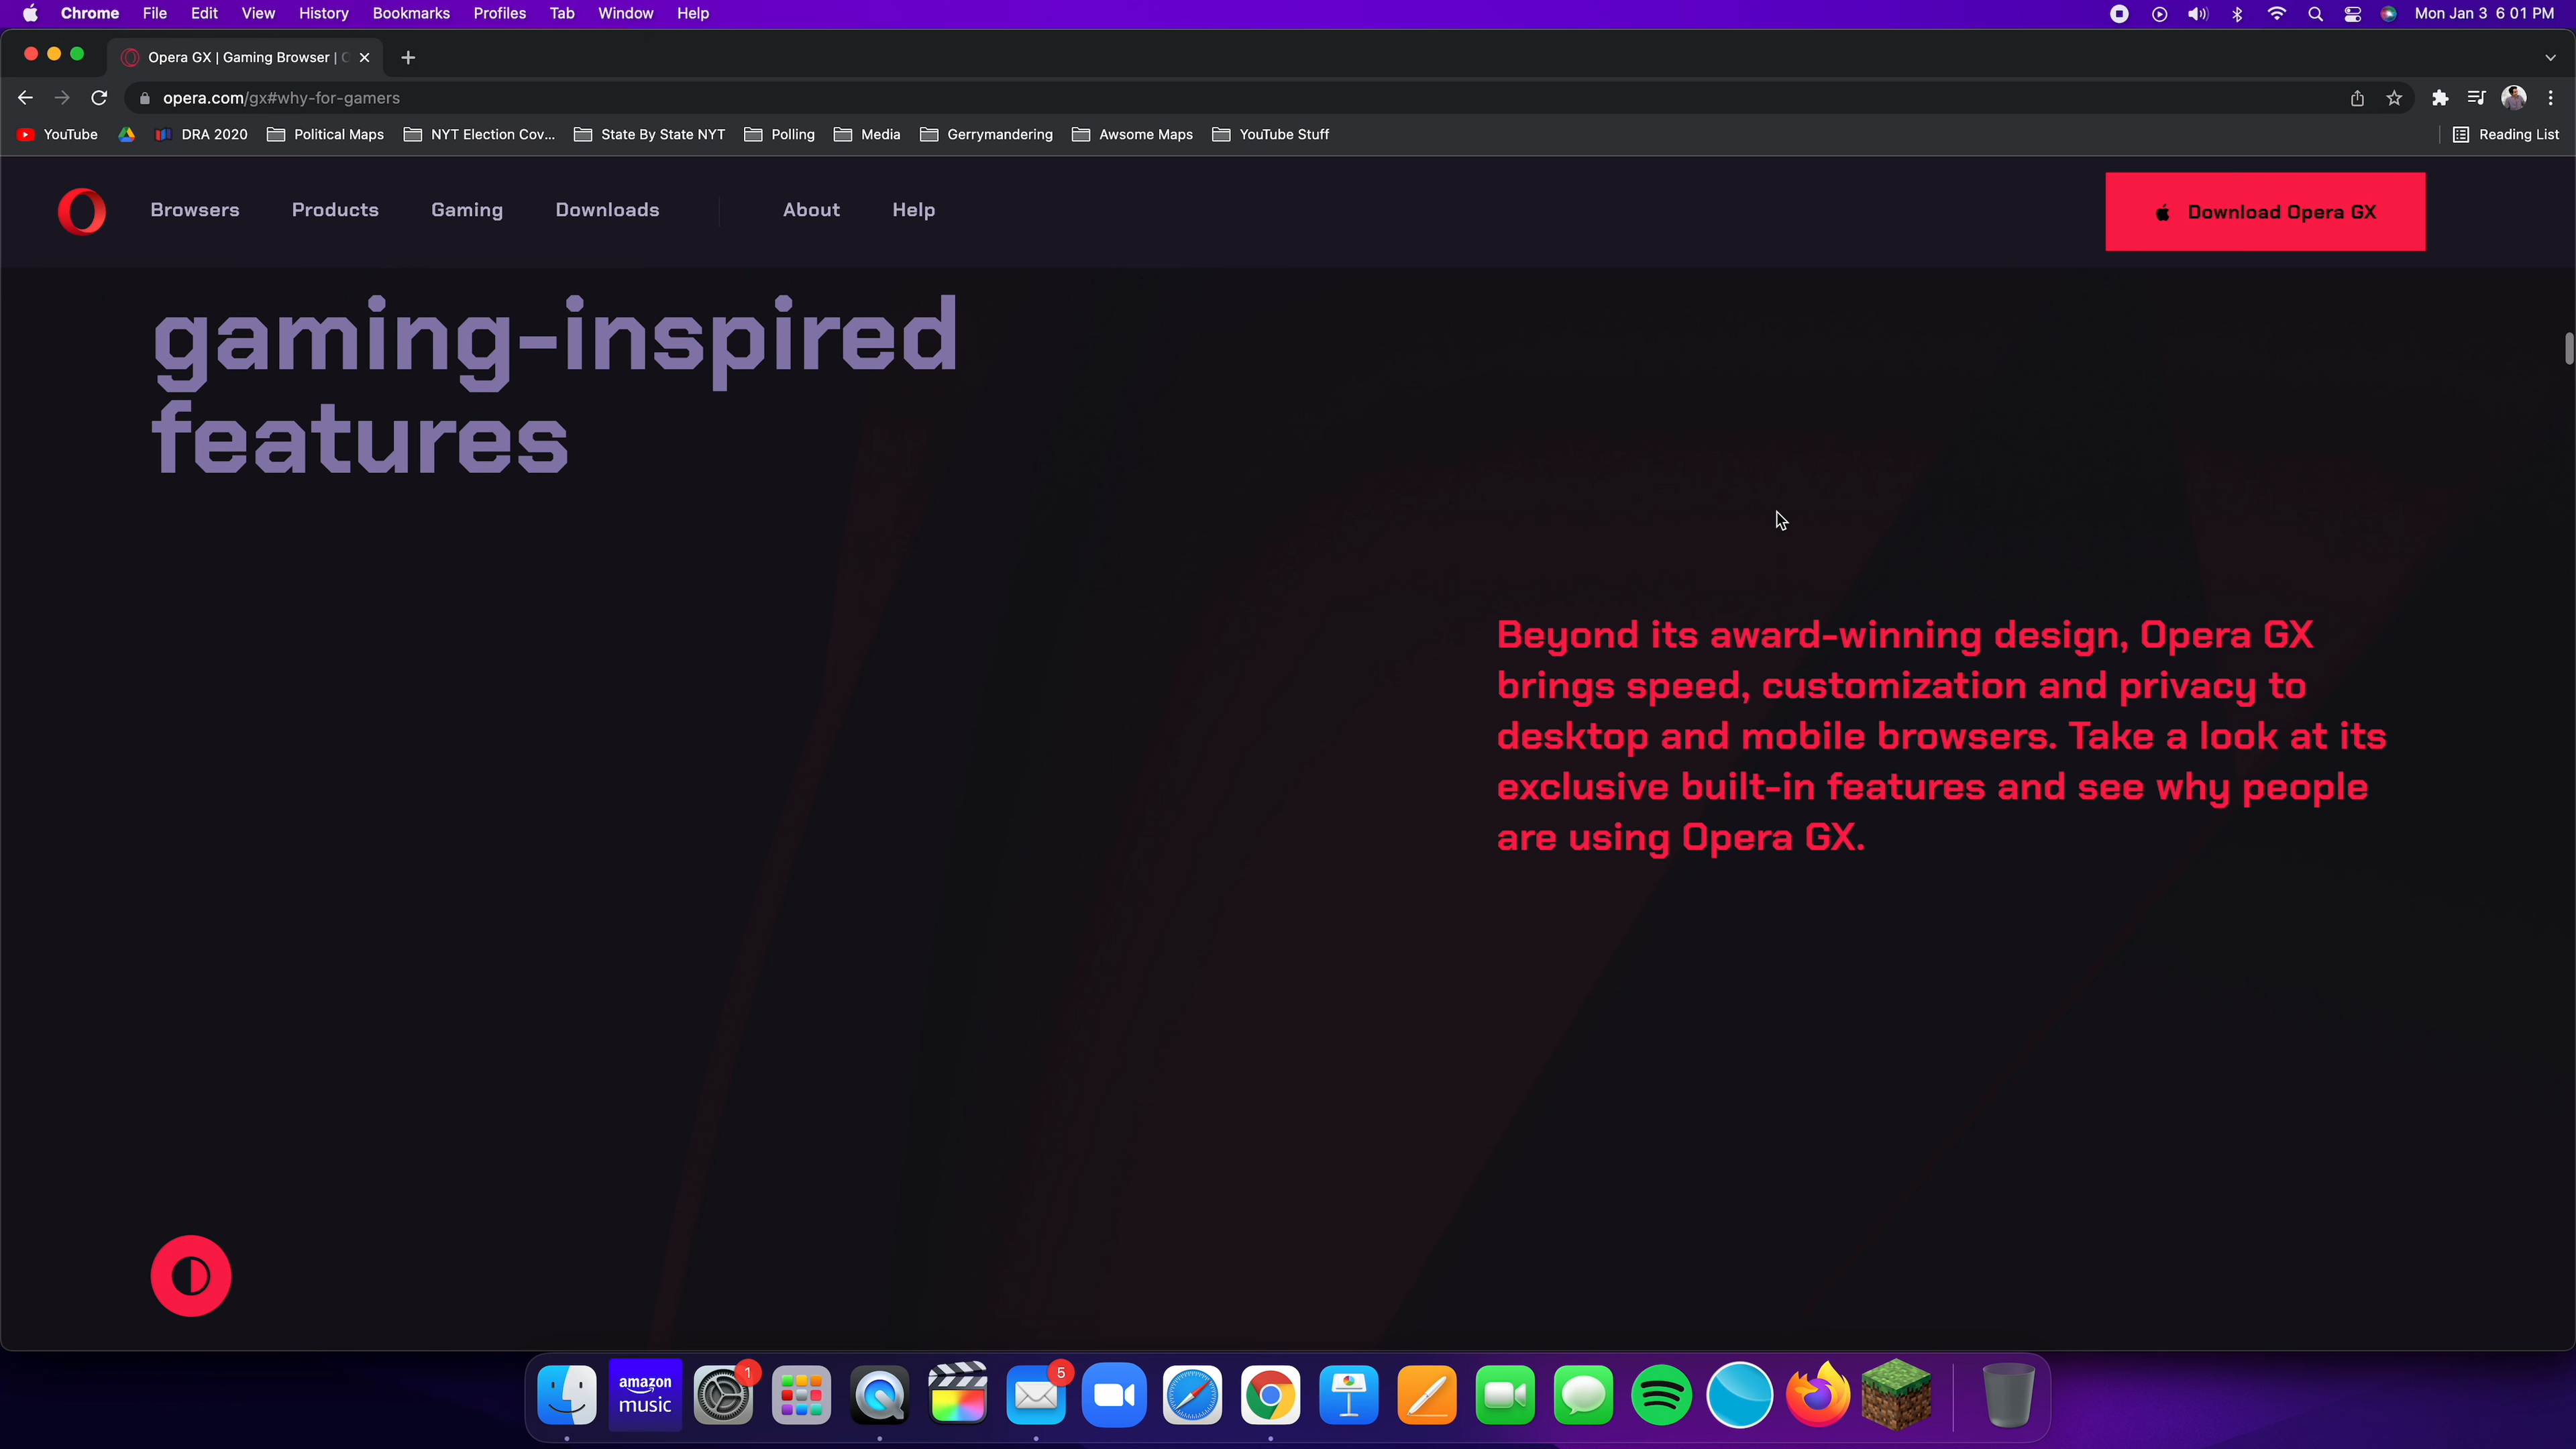 Chrome File Edit View History Bookmarks Profiles Tab Window Help Mon Jan 3 6 01 PM
Opera GX | Gaming Browser |
opera.com/gx#why-for-gamers
YouTube DRA 2020 Political Maps NYT Election Cov... State By State NYT Polling Media Gerrymandering Awsome Maps YouTube Stuff Reading List
Browsers Products Gaming Downloads About Help Download Opera GX
gaming-inspired
features
Beyond its award-winning design, Opera GX
brings speed, customization and privacy to
desktop and mobile browsers. Take a look at its
exclusive built-in features and see why people
are using Opera GX.
1 5
amazon
music